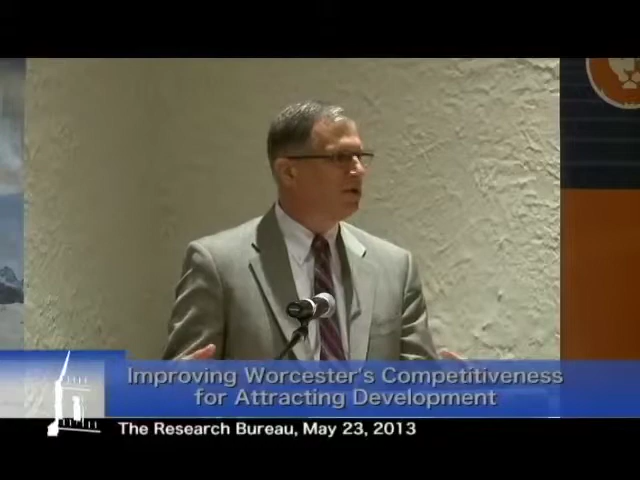 Improving Worcester's Competitiveness
for Attracting Development
The Research Bureau, May 23, 2013